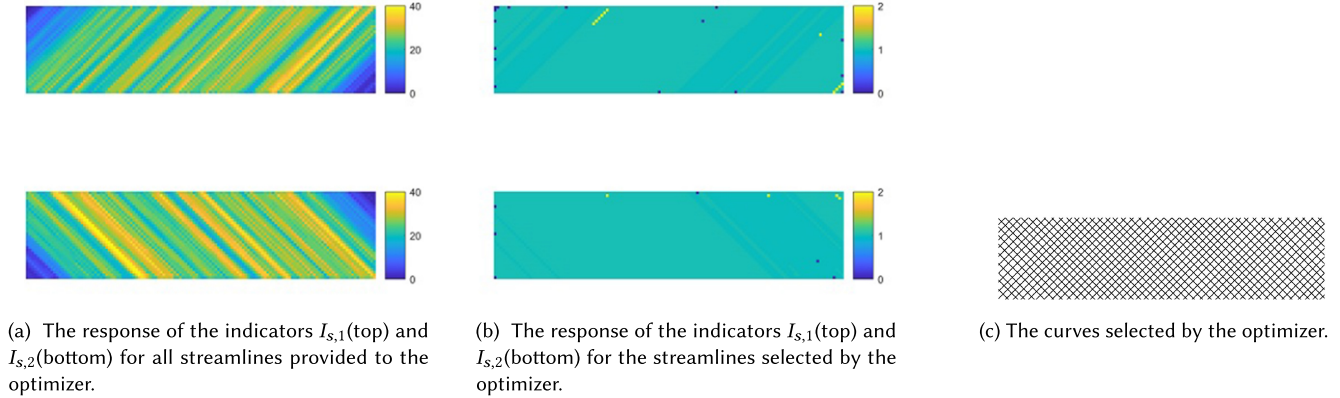 40
20
0
2
1
0
40
20
0
2
1
0
(a) The response of the indicators I_{s,1}(top) and
I_{s,2}(bottom) for all streamlines provided to the
optimizer.
(b) The response of the indicators I_{s,1}(top) and
I_{s,2}(bottom) for the streamlines selected by the
optimizer.
(c) The curves selected by the optimizer.